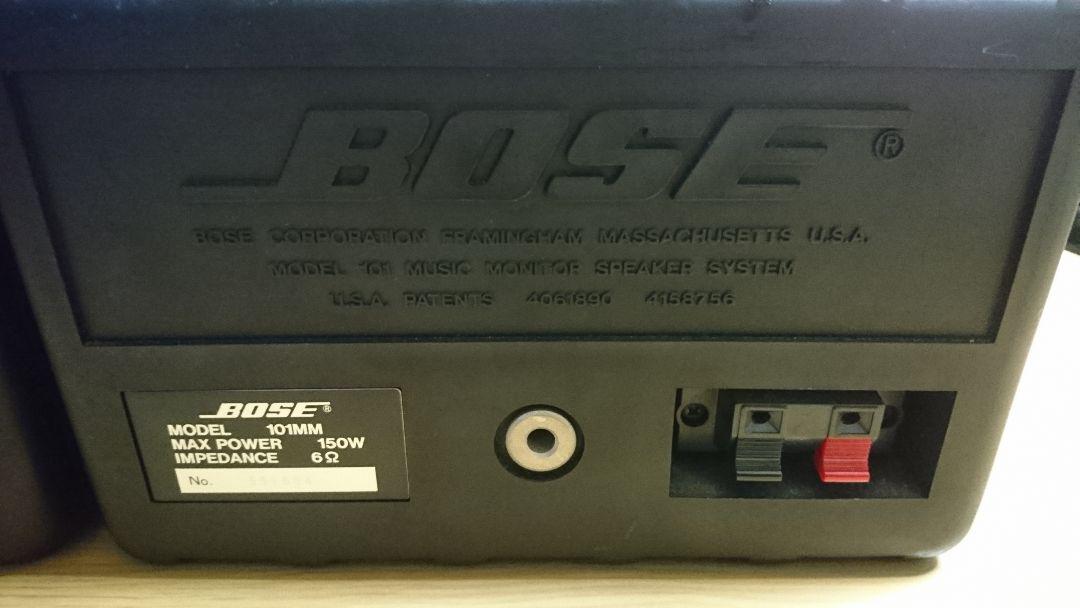 BOSE®
BOSE CORPORATION FRAMINGHAM MASSACHUSETTS U.S.A.
MODEL 101 MUSIC MONITOR SPEAKER SYSTEM
U.S.A. PATENTS 4061890 4158756
BOSE®
MODEL 101MM
MAX POWER 150W
IMPEDANCE 6Ω
No.